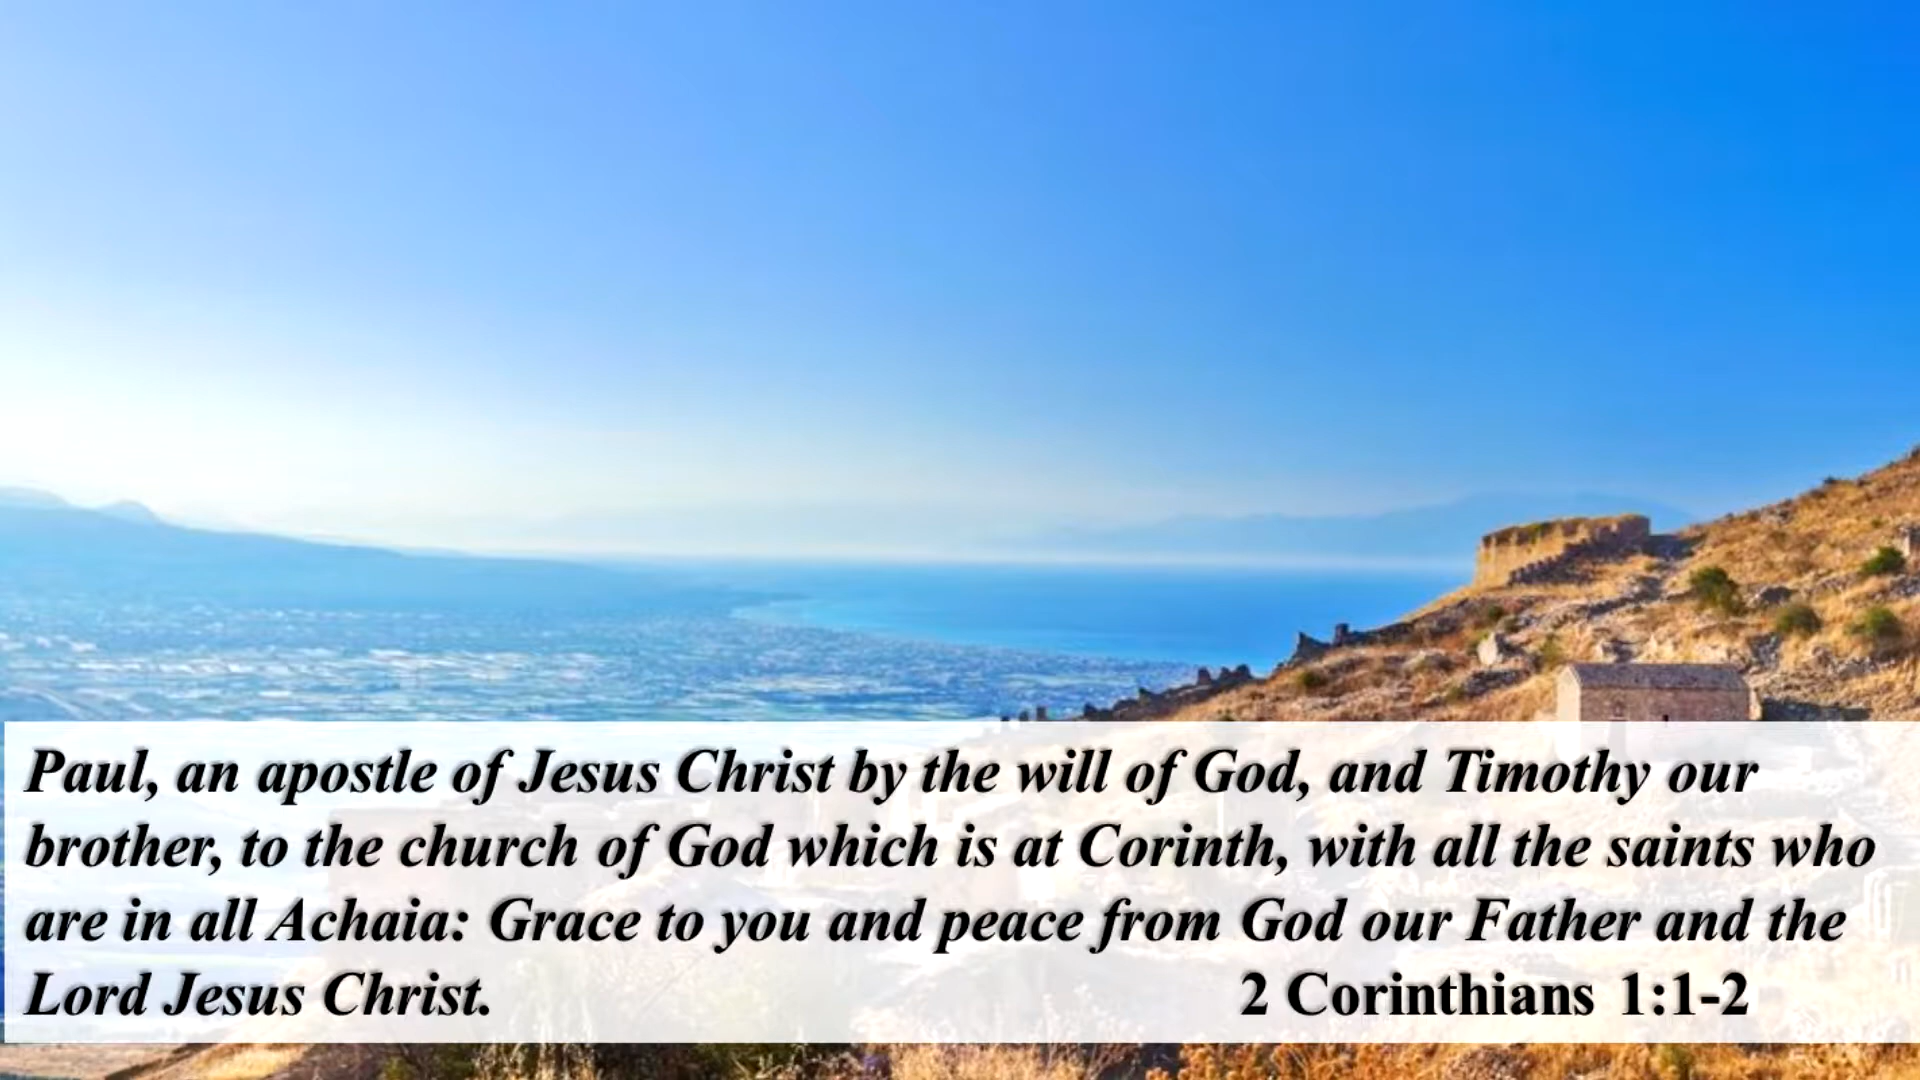 Paul, an apostle of Jesus Christ by the will of God, and Timothy our
brother, to the church of God which is at Corinth, with all the saints who
are in all Achaia: Grace to you and peace from God our Father and the
Lord Jesus Christ. 2 Corinthians 1:1-2